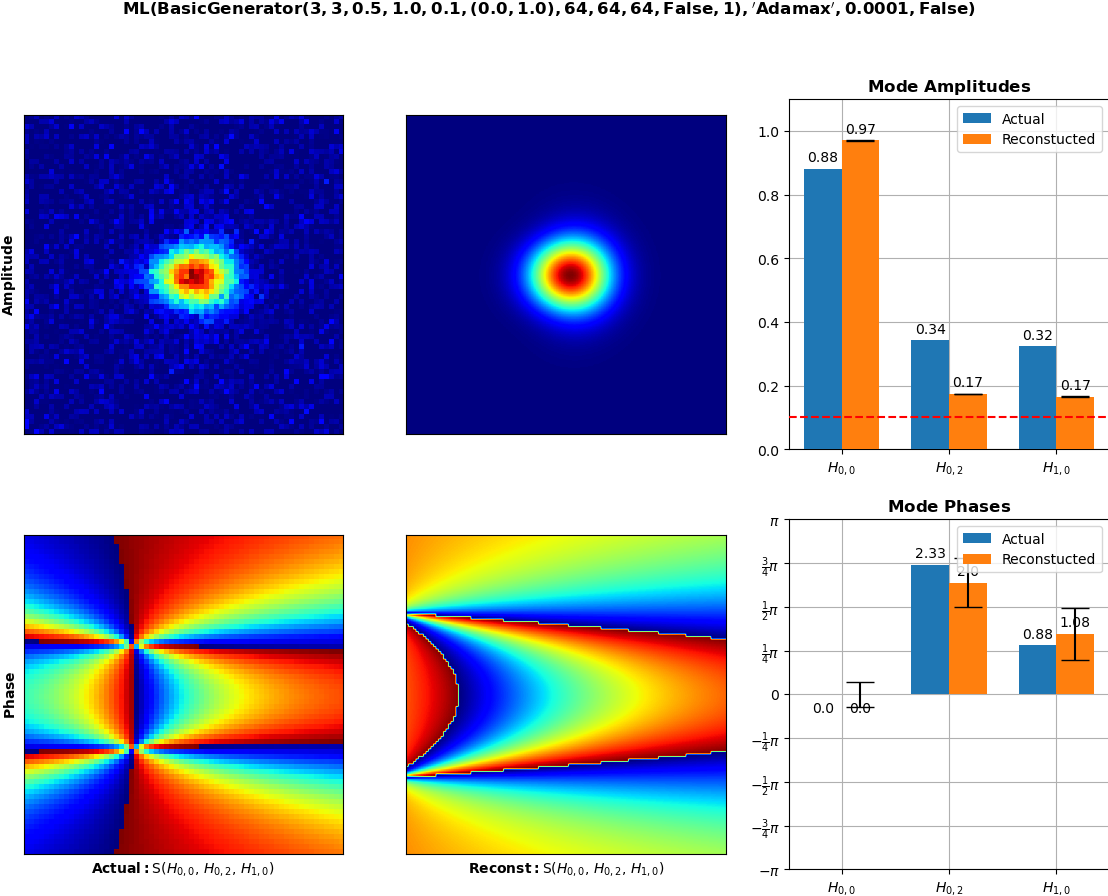 ML(BasicGenerator(3, 3, 0.5, 1.0, 0.1, (0.0, 1.0), 64, 64, 64, False, 1), ′Adamax′, 0.0001, False)
Amplitude
Mode Amplitudes
Actual
Reconstucted
1.0
0.8
0.6
0.4
0.2
0.0
0.88
0.97
0.34
0.17
0.32
0.17
H0,0
H0,2
H1,0
Phase
Actual: S(H0,0, H0,2, H1,0)
Reconst: S(H0,0, H0,2, H1,0)
Mode Phases
Actual
Reconstucted
π
3/4π
1/2π
1/4π
0
−1/4π
−1/2π
−3/4π
−π
0.0
0.0
2.33
2.0
0.88
1.08
H0,0
H0,2
H1,0